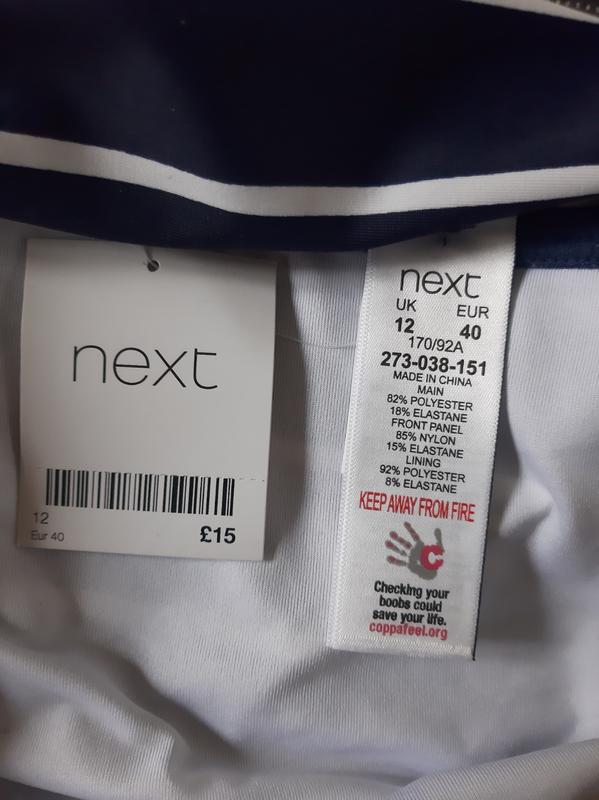 next
12
Eur 40
£15
next
UK EUR
12 40
170/92A
273-038-151
MADE IN CHINA
MAIN
82% POLYESTER
18% ELASTANE
FRONT PANEL
85% NYLON
15% ELASTANE
LINING
92% POLYESTER
8% ELASTANE
KEEP AWAY FROM FIRE
C
Checking your
boobs could
save your life.
coppafeel.org